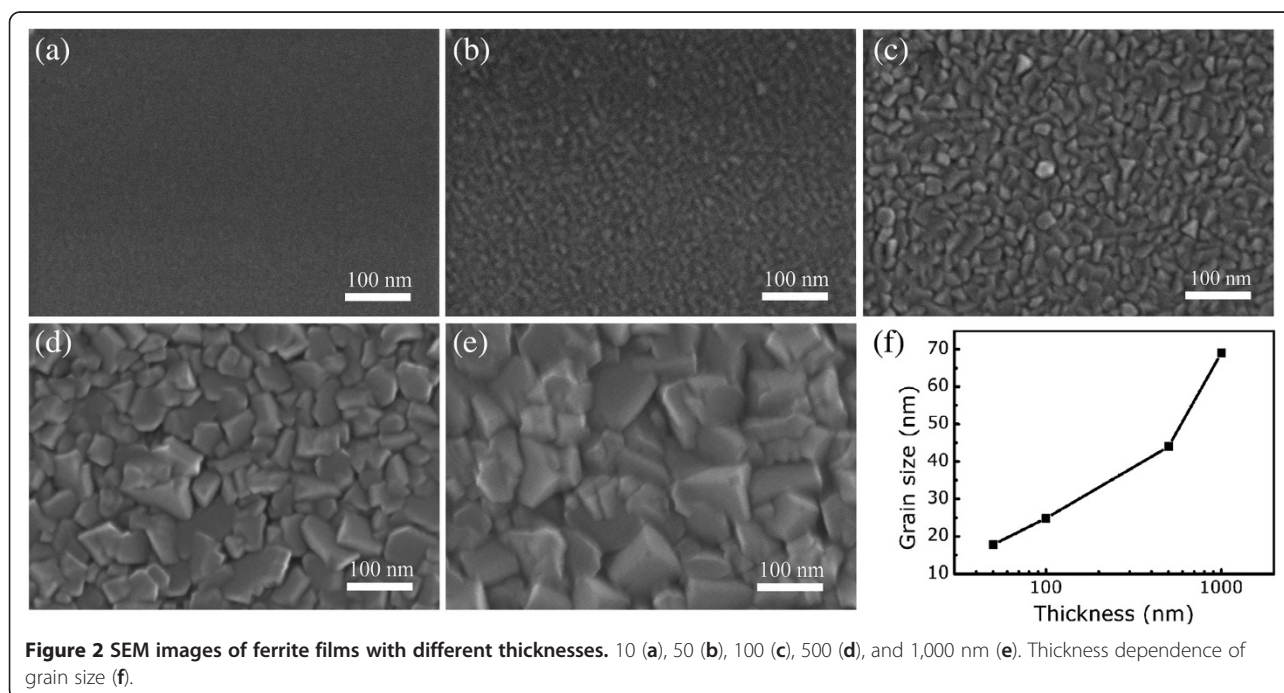 (a)
100 nm
(b)
100 nm
(c)
100 nm
(d)
100 nm
(e)
100 nm
(f)
70
60
50
40
30
20
10
Grain size (nm)
100
1000
Thickness (nm)
Figure 2 SEM images of ferrite films with different thicknesses. 10 (a), 50 (b), 100 (c), 500 (d), and 1,000 nm (e). Thickness dependence of
grain size (f).